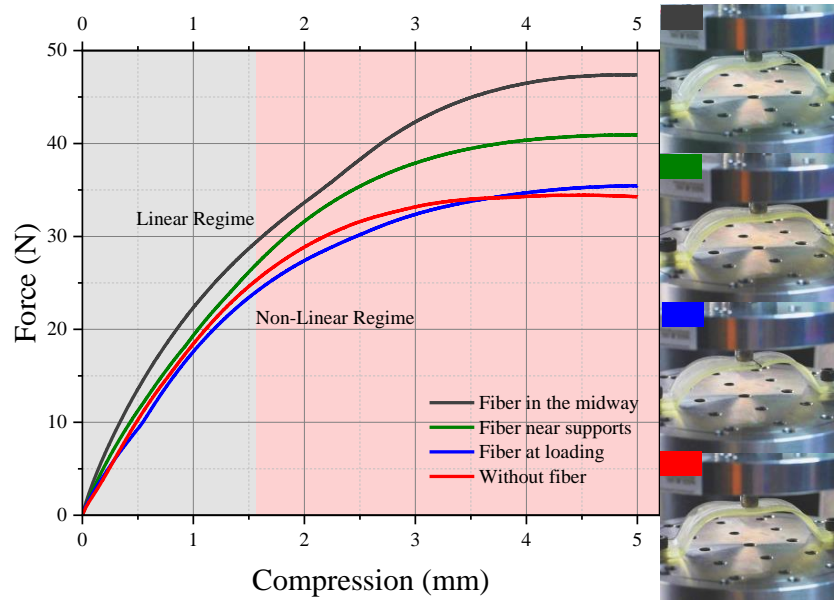 0 1 2 3 4 5
50
40
30
20
10
0
Force (N)
Linear Regime
Non-Linear Regime
Fiber in the midway
Fiber near supports
Fiber at loading
Without fiber
0 1 2 3 4 5
Compression (mm)